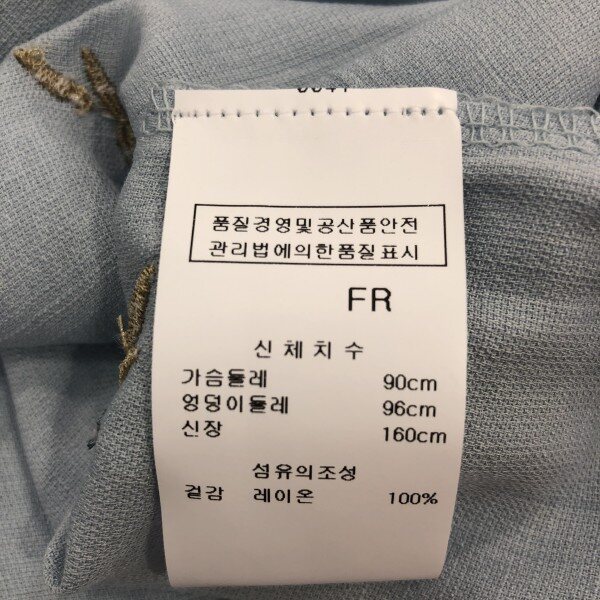 품질경영및공산품안전
관리법에의한품질표시
FR
신체치수
가슴둘레 90cm
엉덩이둘레 96cm
신장 160cm
섬유의조성
겉감 레이온 100%